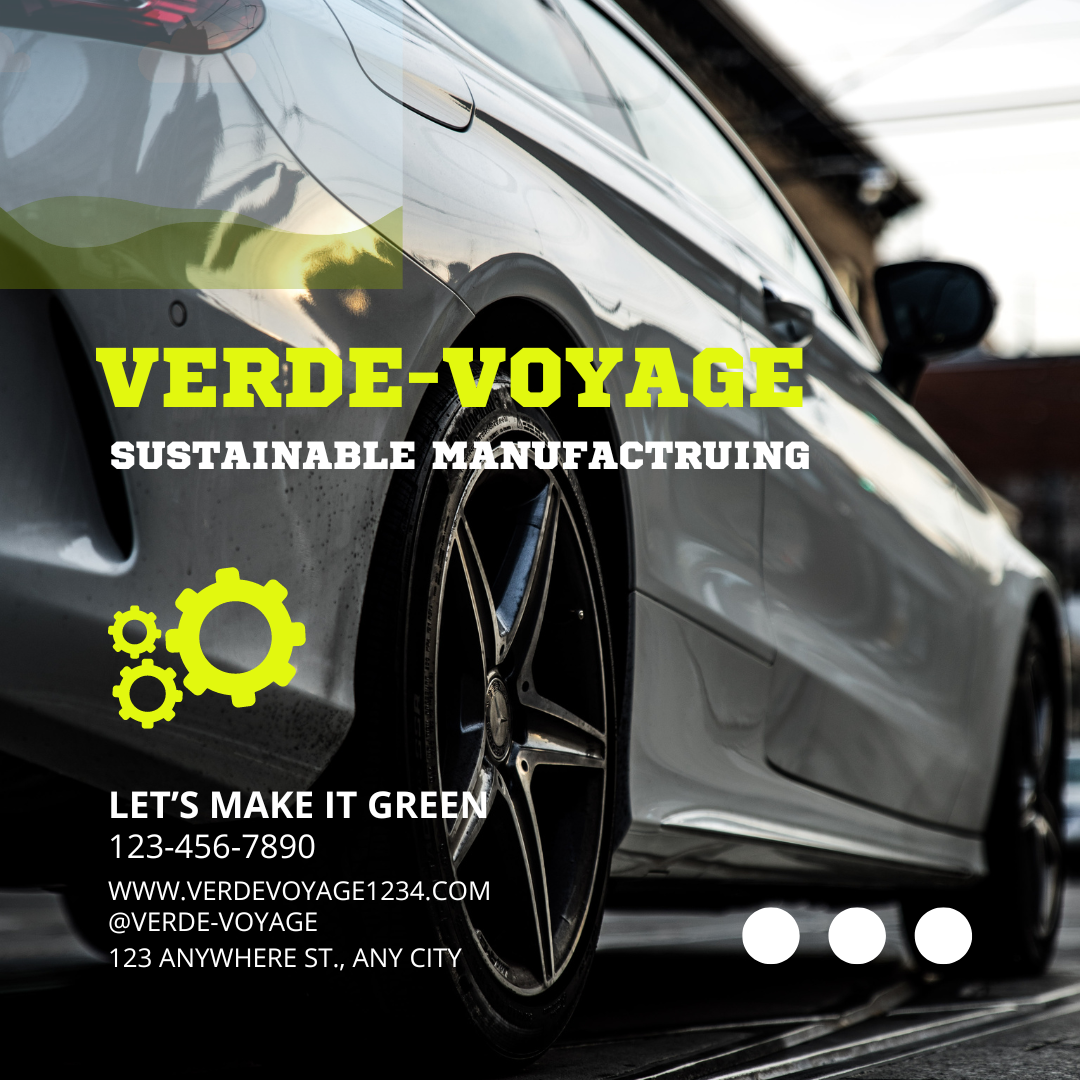 VERDE-VOYAGE
SUSTAINABLE MANUFACTRUING
LET’S MAKE IT GREEN
123-456-7890
WWW.VERDEVOYAGE1234.COM
@VERDE-VOYAGE
123 ANYWHERE ST., ANY CITY